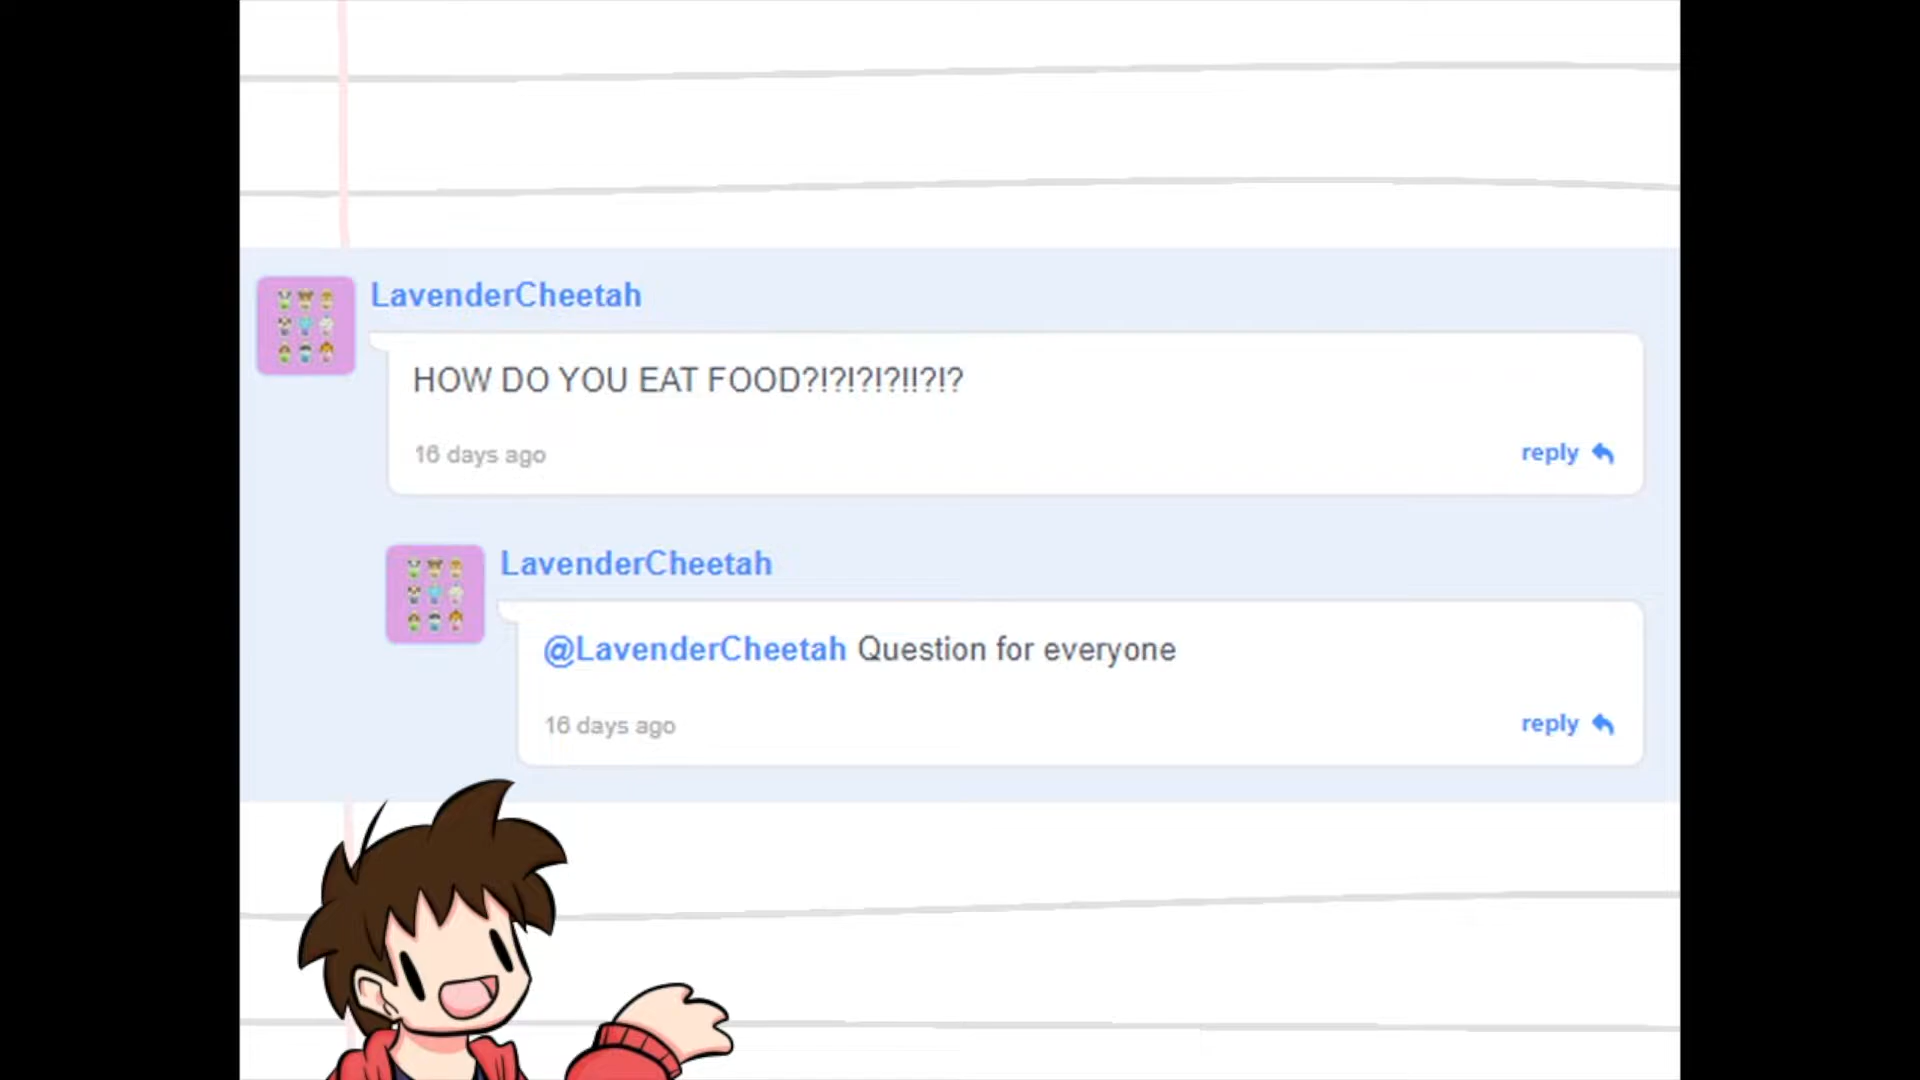 LavenderCheetah
HOW DO YOU EAT FOOD?!?!?!?!!?!?
16 days ago
reply
LavenderCheetah
@LavenderCheetah Question for everyone
16 days ago
reply